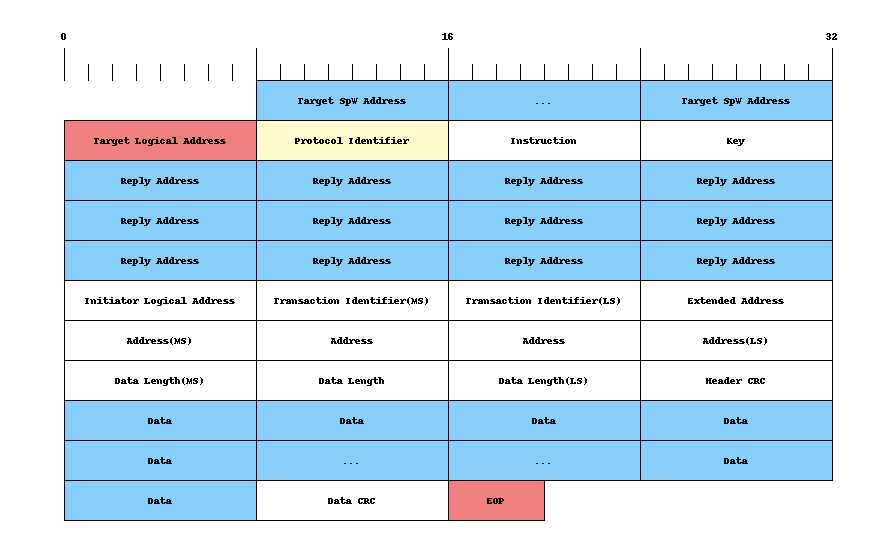 0 16 32
Target SpW Address ... Target SpW Address
Target Logical Address Protocol Identifier Instruction Key
Reply Address Reply Address Reply Address Reply Address
Reply Address Reply Address Reply Address Reply Address
Reply Address Reply Address Reply Address Reply Address
Initiator Logical Address Transaction Identifier(MS) Transaction Identifier(LS) Extended Address
Address(MS) Address Address Address(LS)
Data Length(MS) Data Length Data Length(LS) Header CRC
Data Data Data Data
Data ... ... Data
Data Data CRC EOP